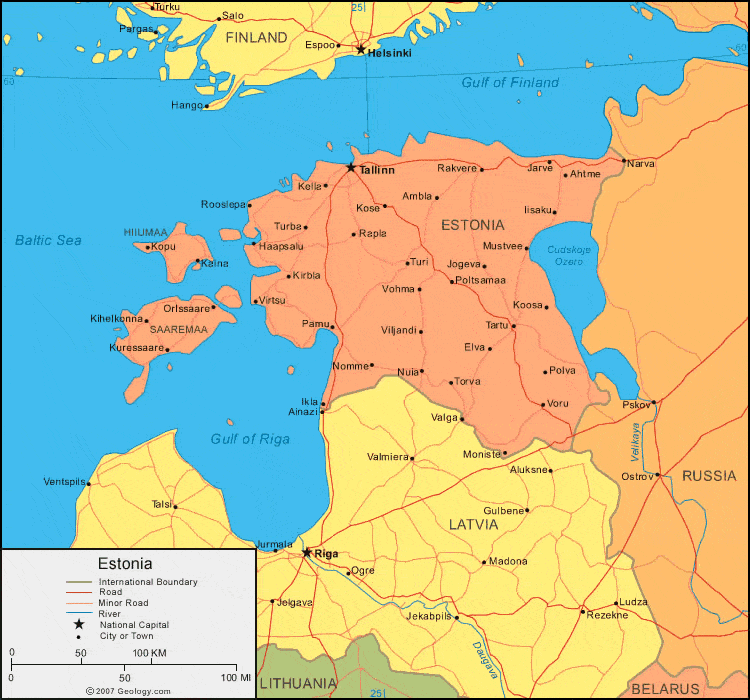 Turku
Salo
25
Pargas
FINLAND
Espoo
Helsinki
60
60
Gulf of Finland
Hango
Tallinn
Rakvere
Jarve
Narva
Ahtme
Keila
Ambla
Rooslepa
Kose
Iisaku
Turba
Rapla
ESTONIA
HIIUMAA
Baltic Sea
Kopu
Haapsalu
Mustvee
Cudskoje
Ozero
Kaina
Turi
Jogeva
Kirbla
Poltsamaa
Vohma
Virtsu
Orissaare
Koosa
Kihelkonna
SAAREMAA
Parnu
Viljandi
Tartu
Kuressaare
Elva
Nomme
Nuia
Torva
Polva
Ikla
Ainazi
Voru
Pskov
Valga
Velikaya
Gulf of Riga
Valmiera
Moniste
Aluksne
Ostrov
RUSSIA
Ventspils
Talsi
Gulbene
LATVIA
Jurmala
Riga
Ogre
Madona
Jelgava
Ludza
Rezekne
Jekabpils
Daugava
LITHUANIA
25
BELARUS
Estonia
International Boundary
Road
Minor Road
River
National Capital
City or Town
0 50 100 KM
0 50 100 MI
© 2007 Geology.com